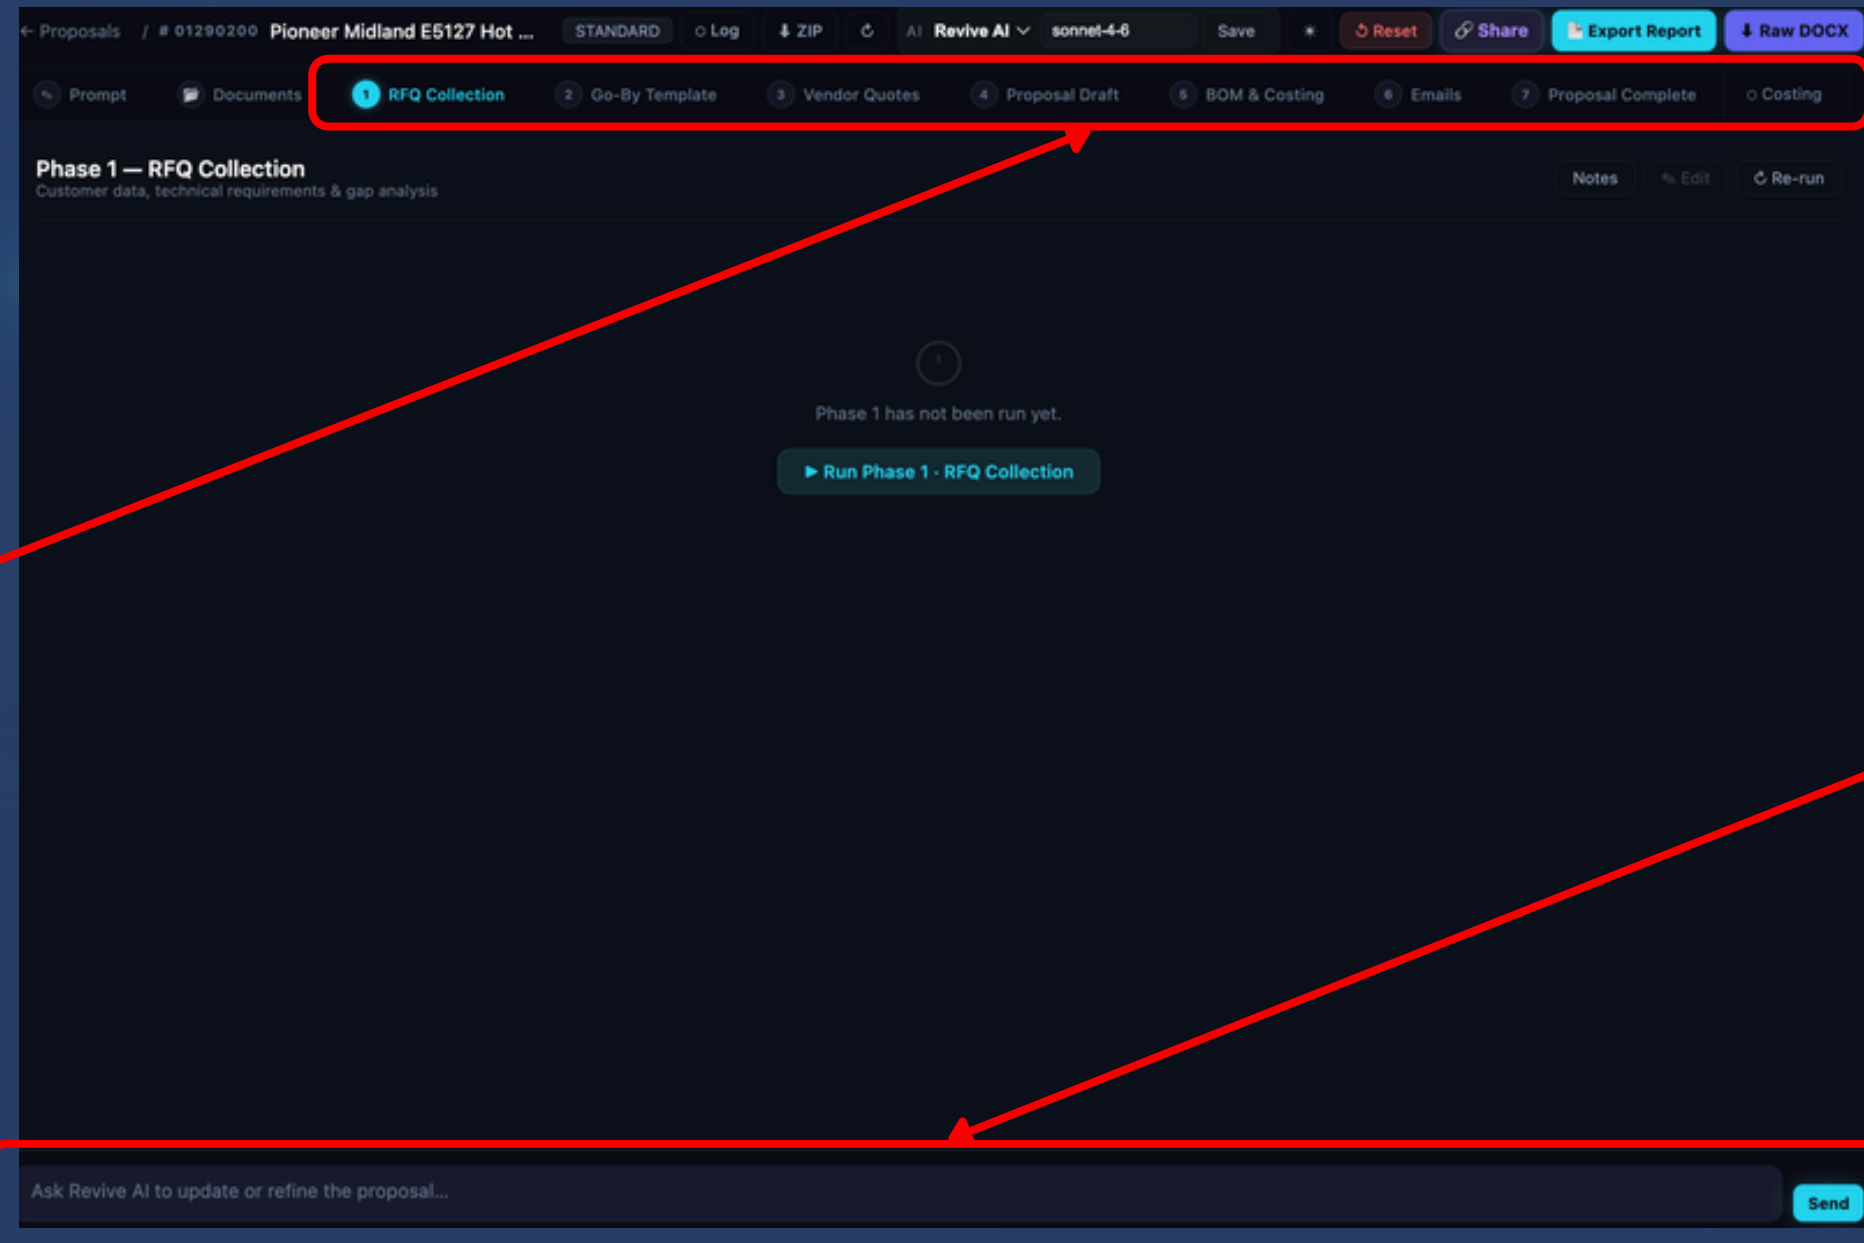 ← Proposals / # 01290200 Pioneer Midland E5127 Hot ... STANDARD Log ZIP AI Revive AI sonnet-4-6 Save Reset Share Export Report Raw DOCX
Prompt Documents 1 RFQ Collection 2 Go-By Template 3 Vendor Quotes 4 Proposal Draft 5 BOM & Costing 6 Emails 7 Proposal Complete Costing
Phase 1 — RFQ Collection
Customer data, technical requirements & gap analysis
Notes Edit Re-run
Phase 1 has not been run yet.
Run Phase 1 · RFQ Collection
Ask Revive AI to update or refine the proposal...
Send